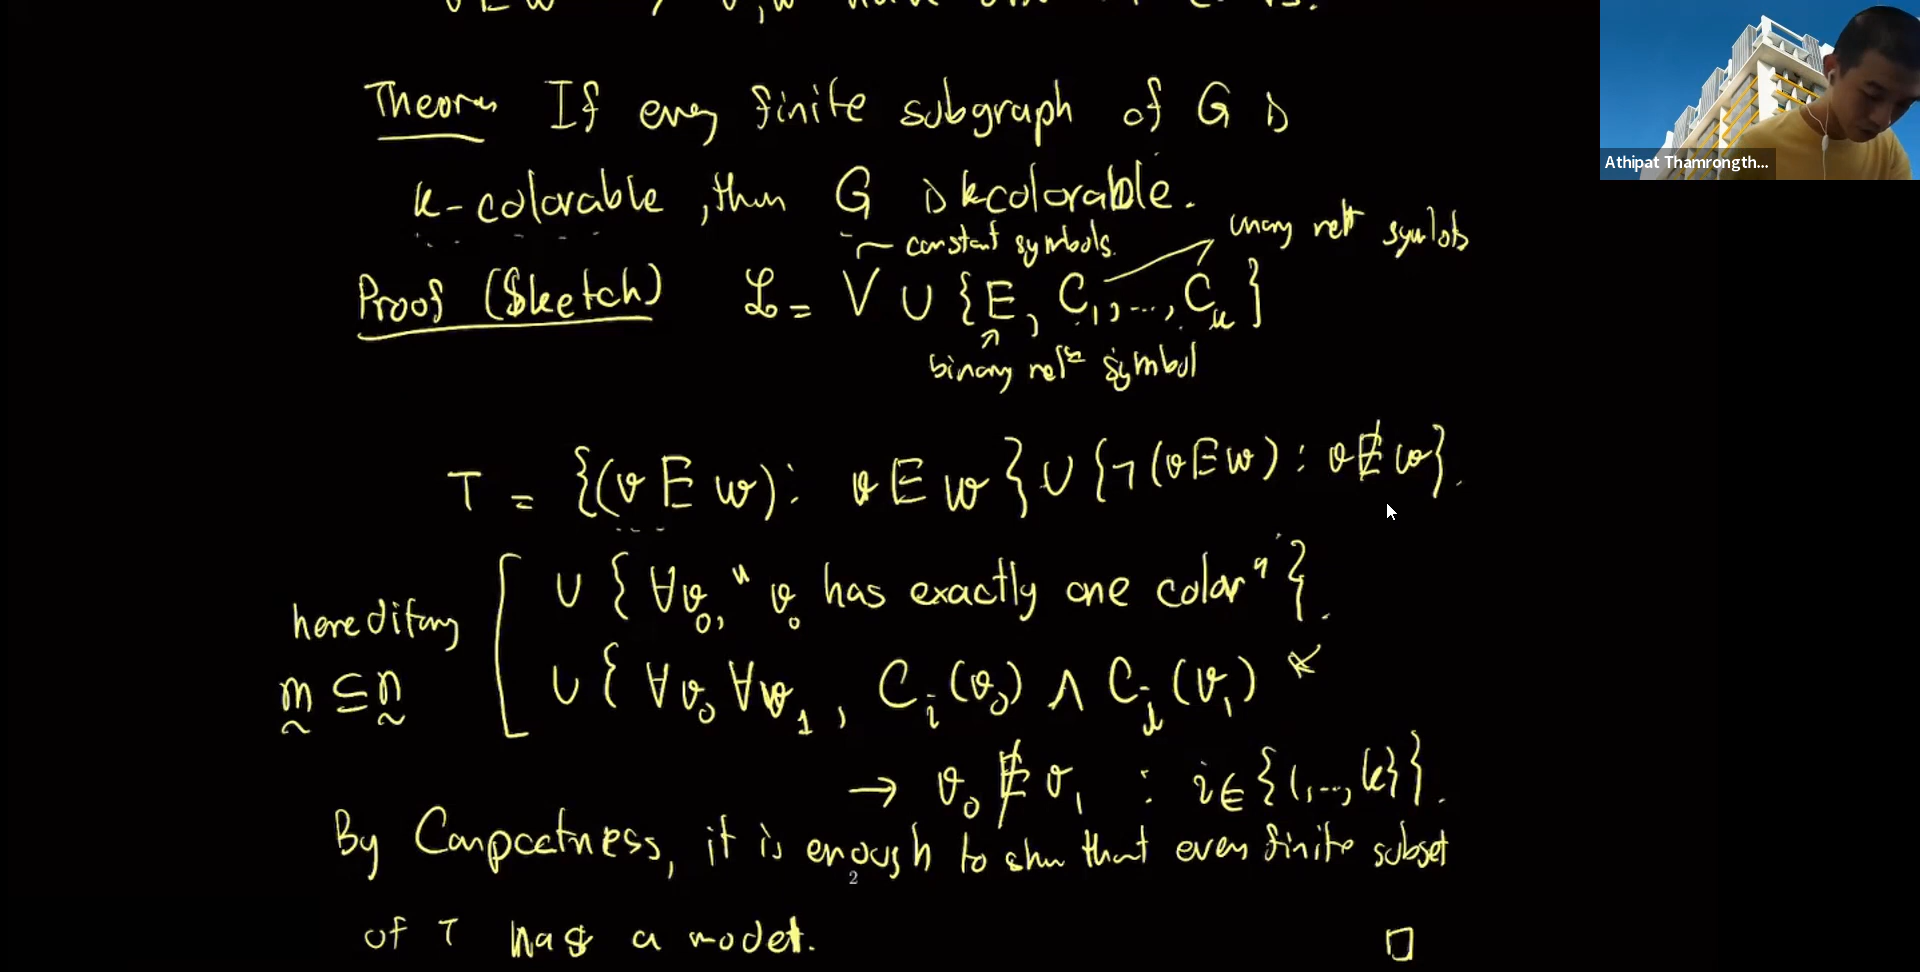 Theorem If every finite subgraph of G is
k-colorable, then G is k colorable.
constant symbols.
unary rel^n symbols
Proof (Sketch) ℒ = V ∪ {E, C₁, ..., Cₖ}
binary rel^n symbol
T = {(v E w): v E w} ∪ {¬(v E w): v E̸ w}.
∪ {∀v₀, "v₀ has exactly one color"}.
hereditary
∪ {∀v₀ ∀v₁, Cᵢ(v₀) ∧ Cⱼ(v₁)
m ⊆ n
→ v₀ E̸ v₁ : i ∈ {1, ..., k}}.
By Compactness, it is enough to show that every finite subset
2
of T has a model. □
Athipat Thamrongth...